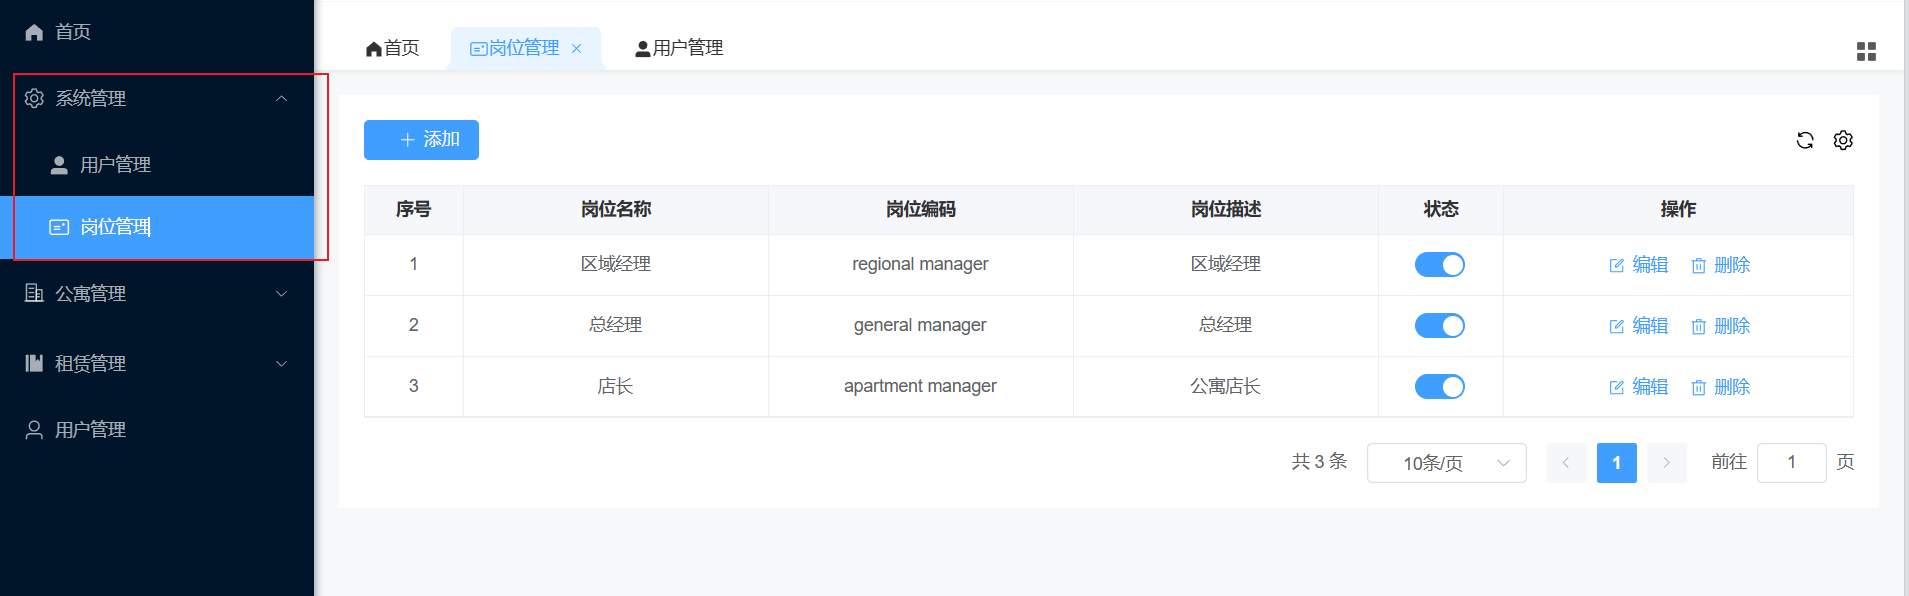 首页
系统管理
用户管理
岗位管理
公寓管理
租赁管理
用户管理
首页 岗位管理 用户管理
添加
序号 岗位名称 岗位编码 岗位描述 状态 操作
1 区域经理 regional manager 区域经理 编辑 删除
2 总经理 general manager 总经理 编辑 删除
3 店长 apartment manager 公寓店长 编辑 删除
共 3 条 10条/页 1 前往 1 页